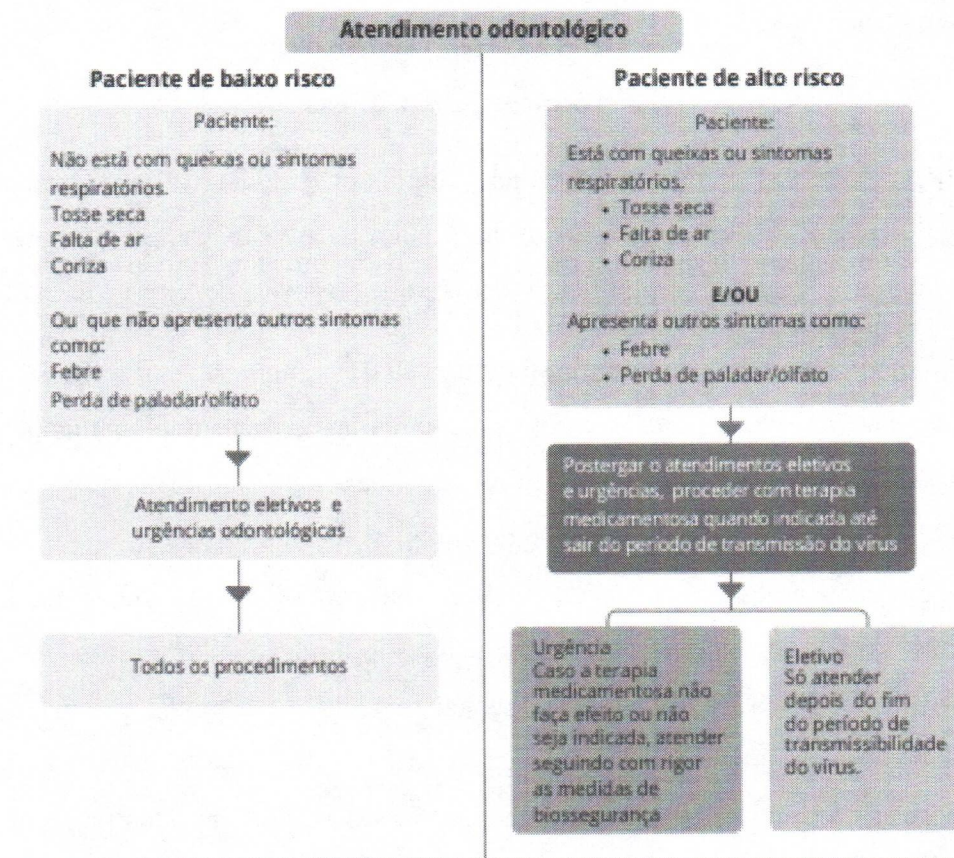 Atendimento odontológico
Paciente de baixo risco
Paciente:
Não está com queixas ou sintomas
respiratórios.
Tosse seca
Falta de ar
Coriza
Ou que não apresenta outros sintomas
como:
Febre
Perda de paladar/olfato
Atendimento eletivos e
urgências odontológicas
Todos os procedimentos
Paciente de alto risco
Paciente:
Está com queixas ou sintomas
respiratórios.
• Tosse seca
• Falta de ar
• Coriza
E/OU
Apresenta outros sintomas como:
• Febre
• Perda de paladar/olfato
Postergar o atendimentos eletivos
e urgências, proceder com terapia
medicamentosa quando indicada até
sair do período de transmissão do vírus
Urgência
Caso a terapia
medicamentosa não
faça efeito ou não
seja indicada, atender
seguindo com rigor
as medidas de
biossegurança
Eletivo
Só atender
depois do fim
do período de
transmissibilidade
do vírus.